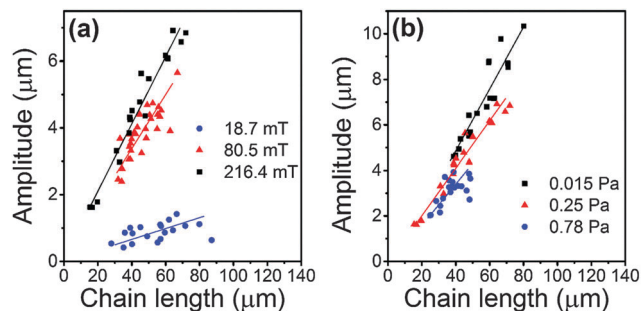 (a)
Amplitude (μm)
6
4
2
0
18.7 mT
80.5 mT
216.4 mT
0 20 40 60 80 100 120 140
Chain length (μm)
(b)
Amplitude (μm)
10
8
6
4
2
0
0.015 Pa
0.25 Pa
0.78 Pa
0 20 40 60 80 100 120 140
Chain length (μm)